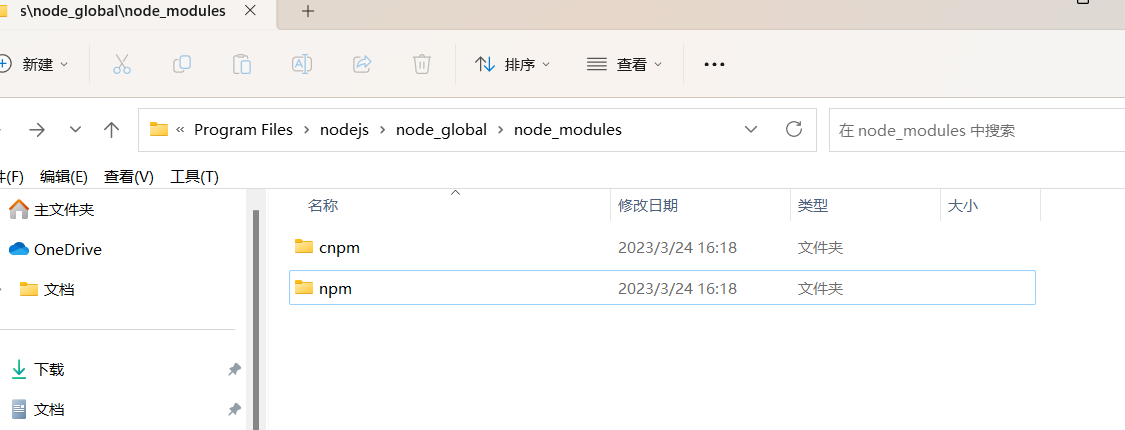 s\node_global\node_modules
新建
排序
查看
« Program Files > nodejs > node_global > node_modules
在 node_modules 中搜索
件(F) 编辑(E) 查看(V) 工具(T)
主文件夹
OneDrive
文档
下载
文档
名称 修改日期 类型 大小
cnpm 2023/3/24 16:18 文件夹
npm 2023/3/24 16:18 文件夹